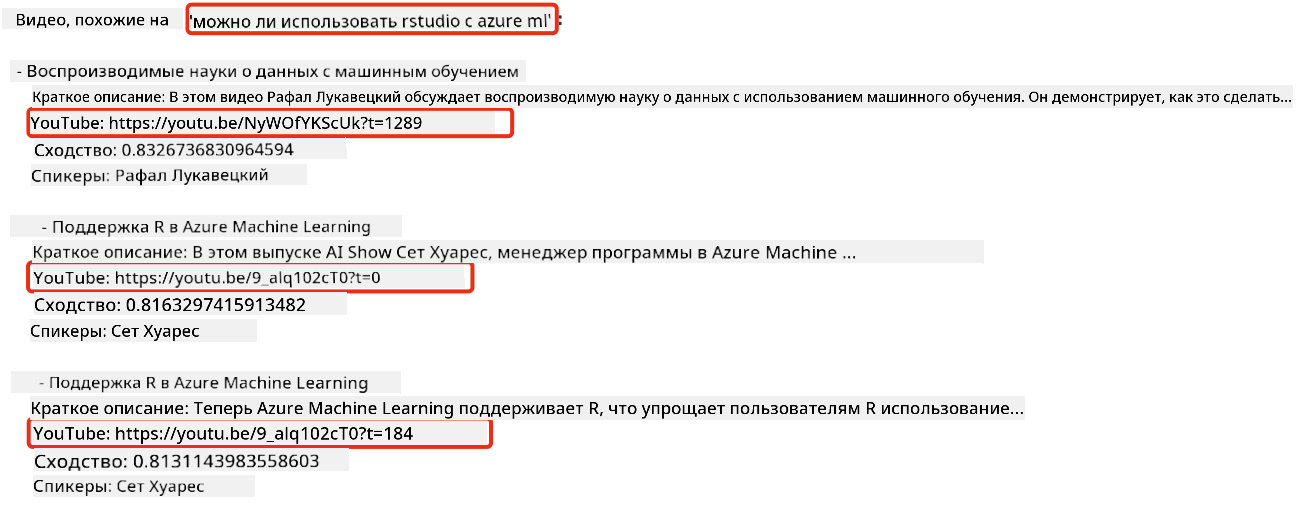 Видео, похожие на 'можно ли использовать rstudio с azure ml':
- Воспроизводимые науки о данных с машинным обучением
Краткое описание: В этом видео Рафал Лукавецкий обсуждает воспроизводимую науку о данных с использованием машинного обучения. Он демонстрирует, как это сделать...
YouTube: https://youtu.be/NyWOfYKScUk?t=1289
Сходство: 0.8326736830964594
Спикеры: Рафал Лукавецкий
- Поддержка R в Azure Machine Learning
Краткое описание: В этом выпуске AI Show Сет Хуарес, менеджер программы в Azure Machine ...
YouTube: https://youtu.be/9_alq102cT0?t=0
Сходство: 0.8163297415913482
Спикеры: Сет Хуарес
- Поддержка R в Azure Machine Learning
Краткое описание: Теперь Azure Machine Learning поддерживает R, что упрощает пользователям R использование...
YouTube: https://youtu.be/9_alq102cT0?t=184
Сходство: 0.8131143983558603
Спикеры: Сет Хуарес